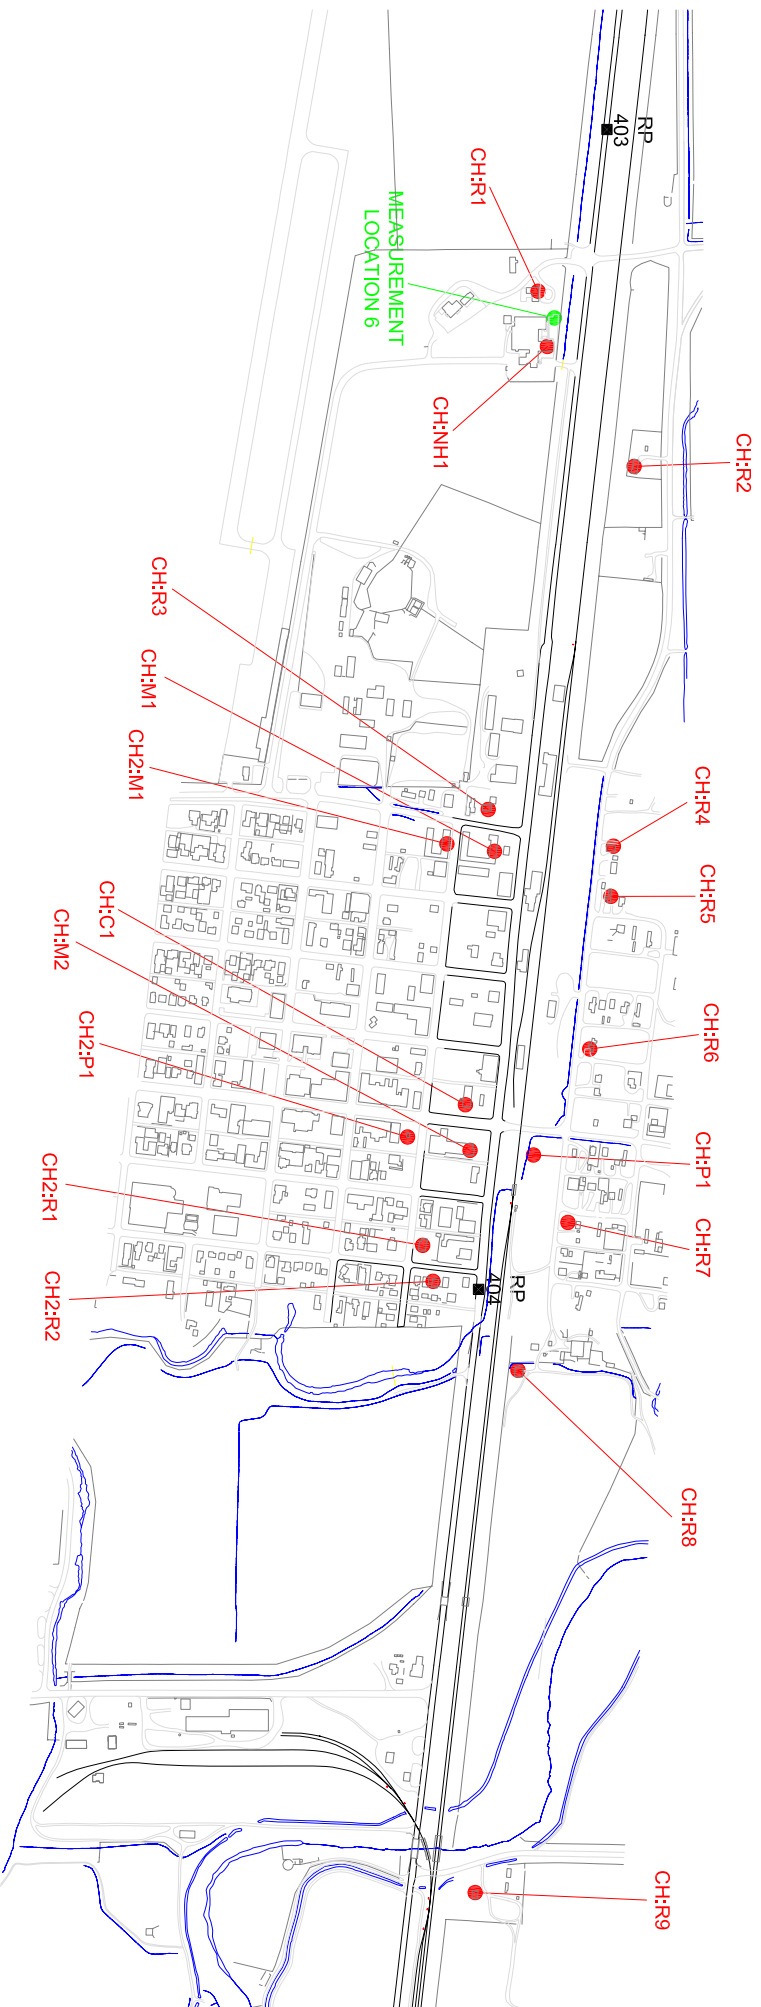 RP
403
CH:R1
MEASUREMENT
LOCATION 6
CH:NH1
CH:R2
CH:R3
CH:M1
CH2:M1
CH:R4
CH:R5
CH:C1
CH:M2
CH2:P1
CH:R6
CH:P1
CH2:R1
CH:R7
CH2:R2
RP
404
CH:R8
CH:R9